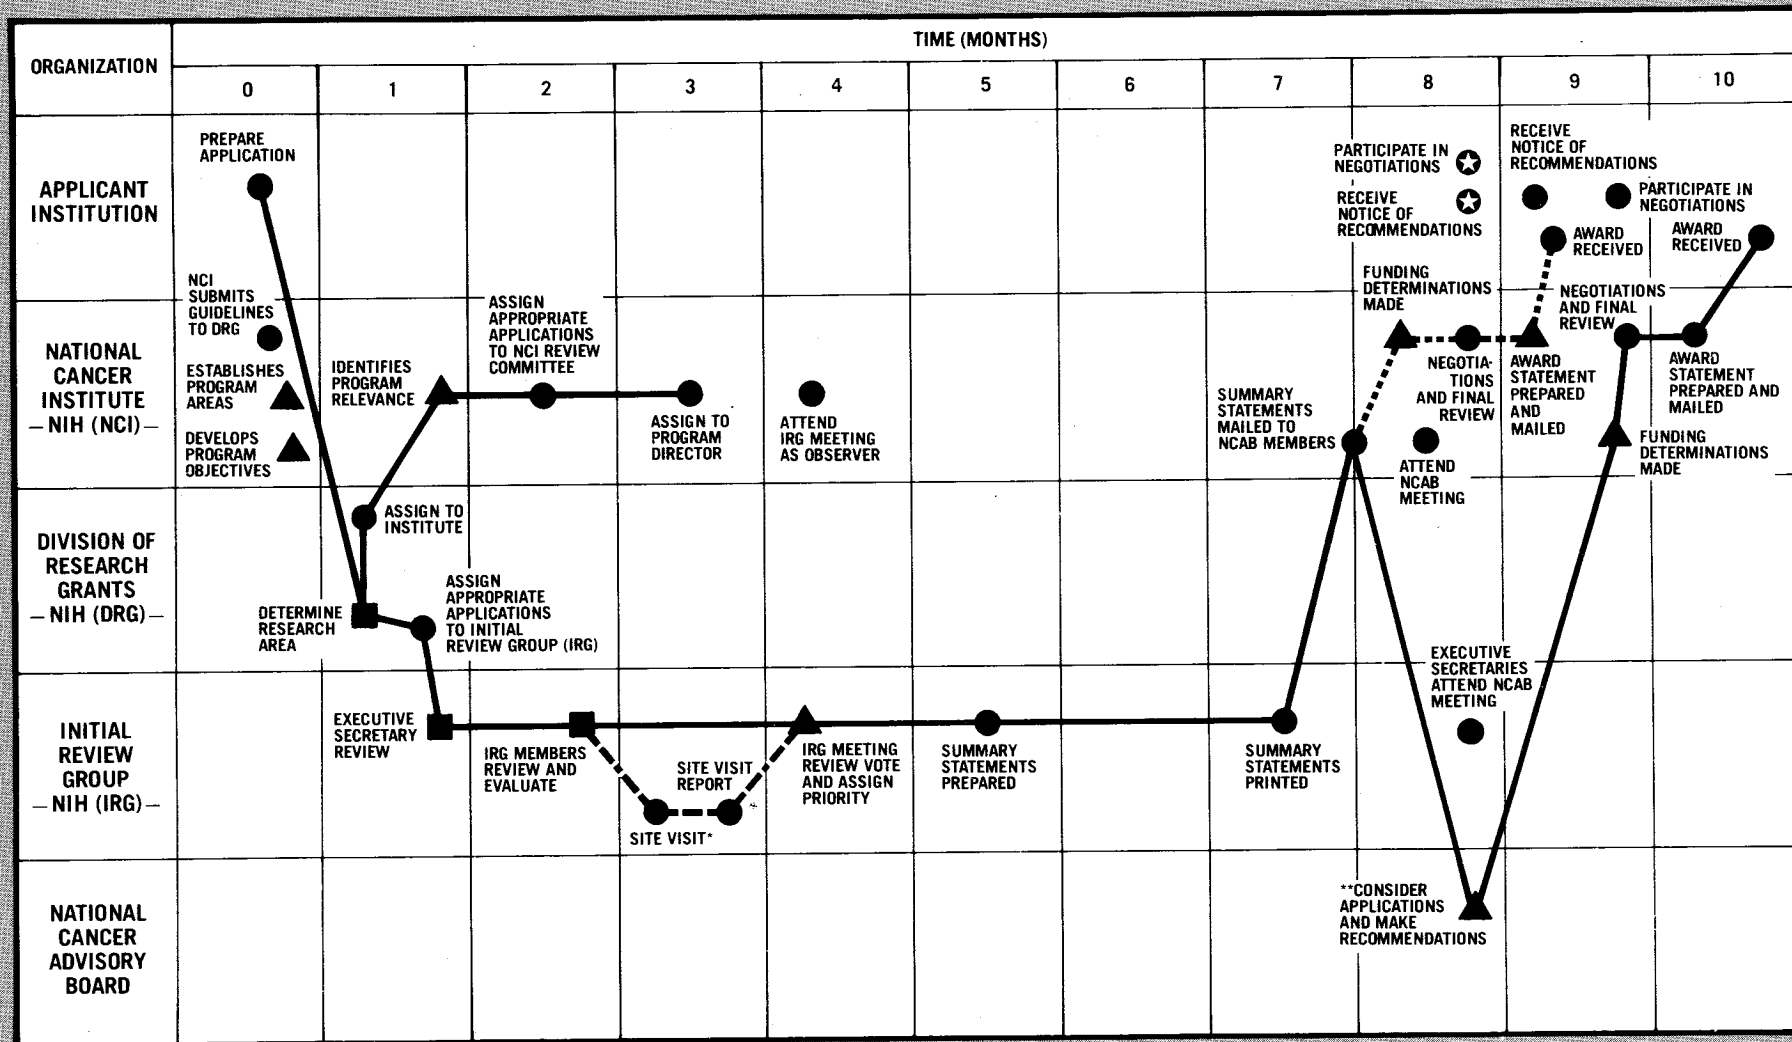 ORGANIZATION
TIME (MONTHS)
0 1 2 3 4 5 6 7 8 9 10
APPLICANT
INSTITUTION
PREPARE
APPLICATION
PARTICIPATE IN
NEGOTIATIONS
RECEIVE
NOTICE OF
RECOMMENDATIONS
RECEIVE
NOTICE OF
RECOMMENDATIONS
PARTICIPATE IN
NEGOTIATIONS
AWARD
RECEIVED
AWARD
RECEIVED
NATIONAL
CANCER
INSTITUTE
– NIH (NCI) –
NCI
SUBMITS
GUIDELINES
TO DRG
ESTABLISHES
PROGRAM
AREAS
DEVELOPS
PROGRAM
OBJECTIVES
IDENTIFIES
PROGRAM
RELEVANCE
ASSIGN
APPROPRIATE
APPLICATIONS
TO NCI REVIEW
COMMITTEE
ASSIGN TO
PROGRAM
DIRECTOR
ATTEND
IRG MEETING
AS OBSERVER
SUMMARY
STATEMENTS
MAILED TO
NCAB MEMBERS
FUNDING
DETERMINATIONS
MADE
NEGOTIA-
TIONS
AND FINAL
REVIEW
ATTEND
NCAB
MEETING
AWARD
STATEMENT
PREPARED
AND
MAILED
NEGOTIATIONS
AND FINAL
REVIEW
AWARD
STATEMENT
PREPARED AND
MAILED
FUNDING
DETERMINATIONS
MADE
DIVISION OF
RESEARCH
GRANTS
– NIH (DRG) –
ASSIGN TO
INSTITUTE
DETERMINE
RESEARCH
AREA
ASSIGN
APPROPRIATE
APPLICATIONS
TO INITIAL
REVIEW GROUP (IRG)
INITIAL
REVIEW
GROUP
– NIH (IRG) –
EXECUTIVE
SECRETARY
REVIEW
IRG MEMBERS
REVIEW AND
EVALUATE
SITE VISIT
REPORT
SITE VISIT*
IRG MEETING
REVIEW VOTE
AND ASSIGN
PRIORITY
SUMMARY
STATEMENTS
PREPARED
SUMMARY
STATEMENTS
PRINTED
EXECUTIVE
SECRETARIES
ATTEND NCAB
MEETING
NATIONAL
CANCER
ADVISORY
BOARD
**CONSIDER
APPLICATIONS
AND MAKE
RECOMMENDATIONS